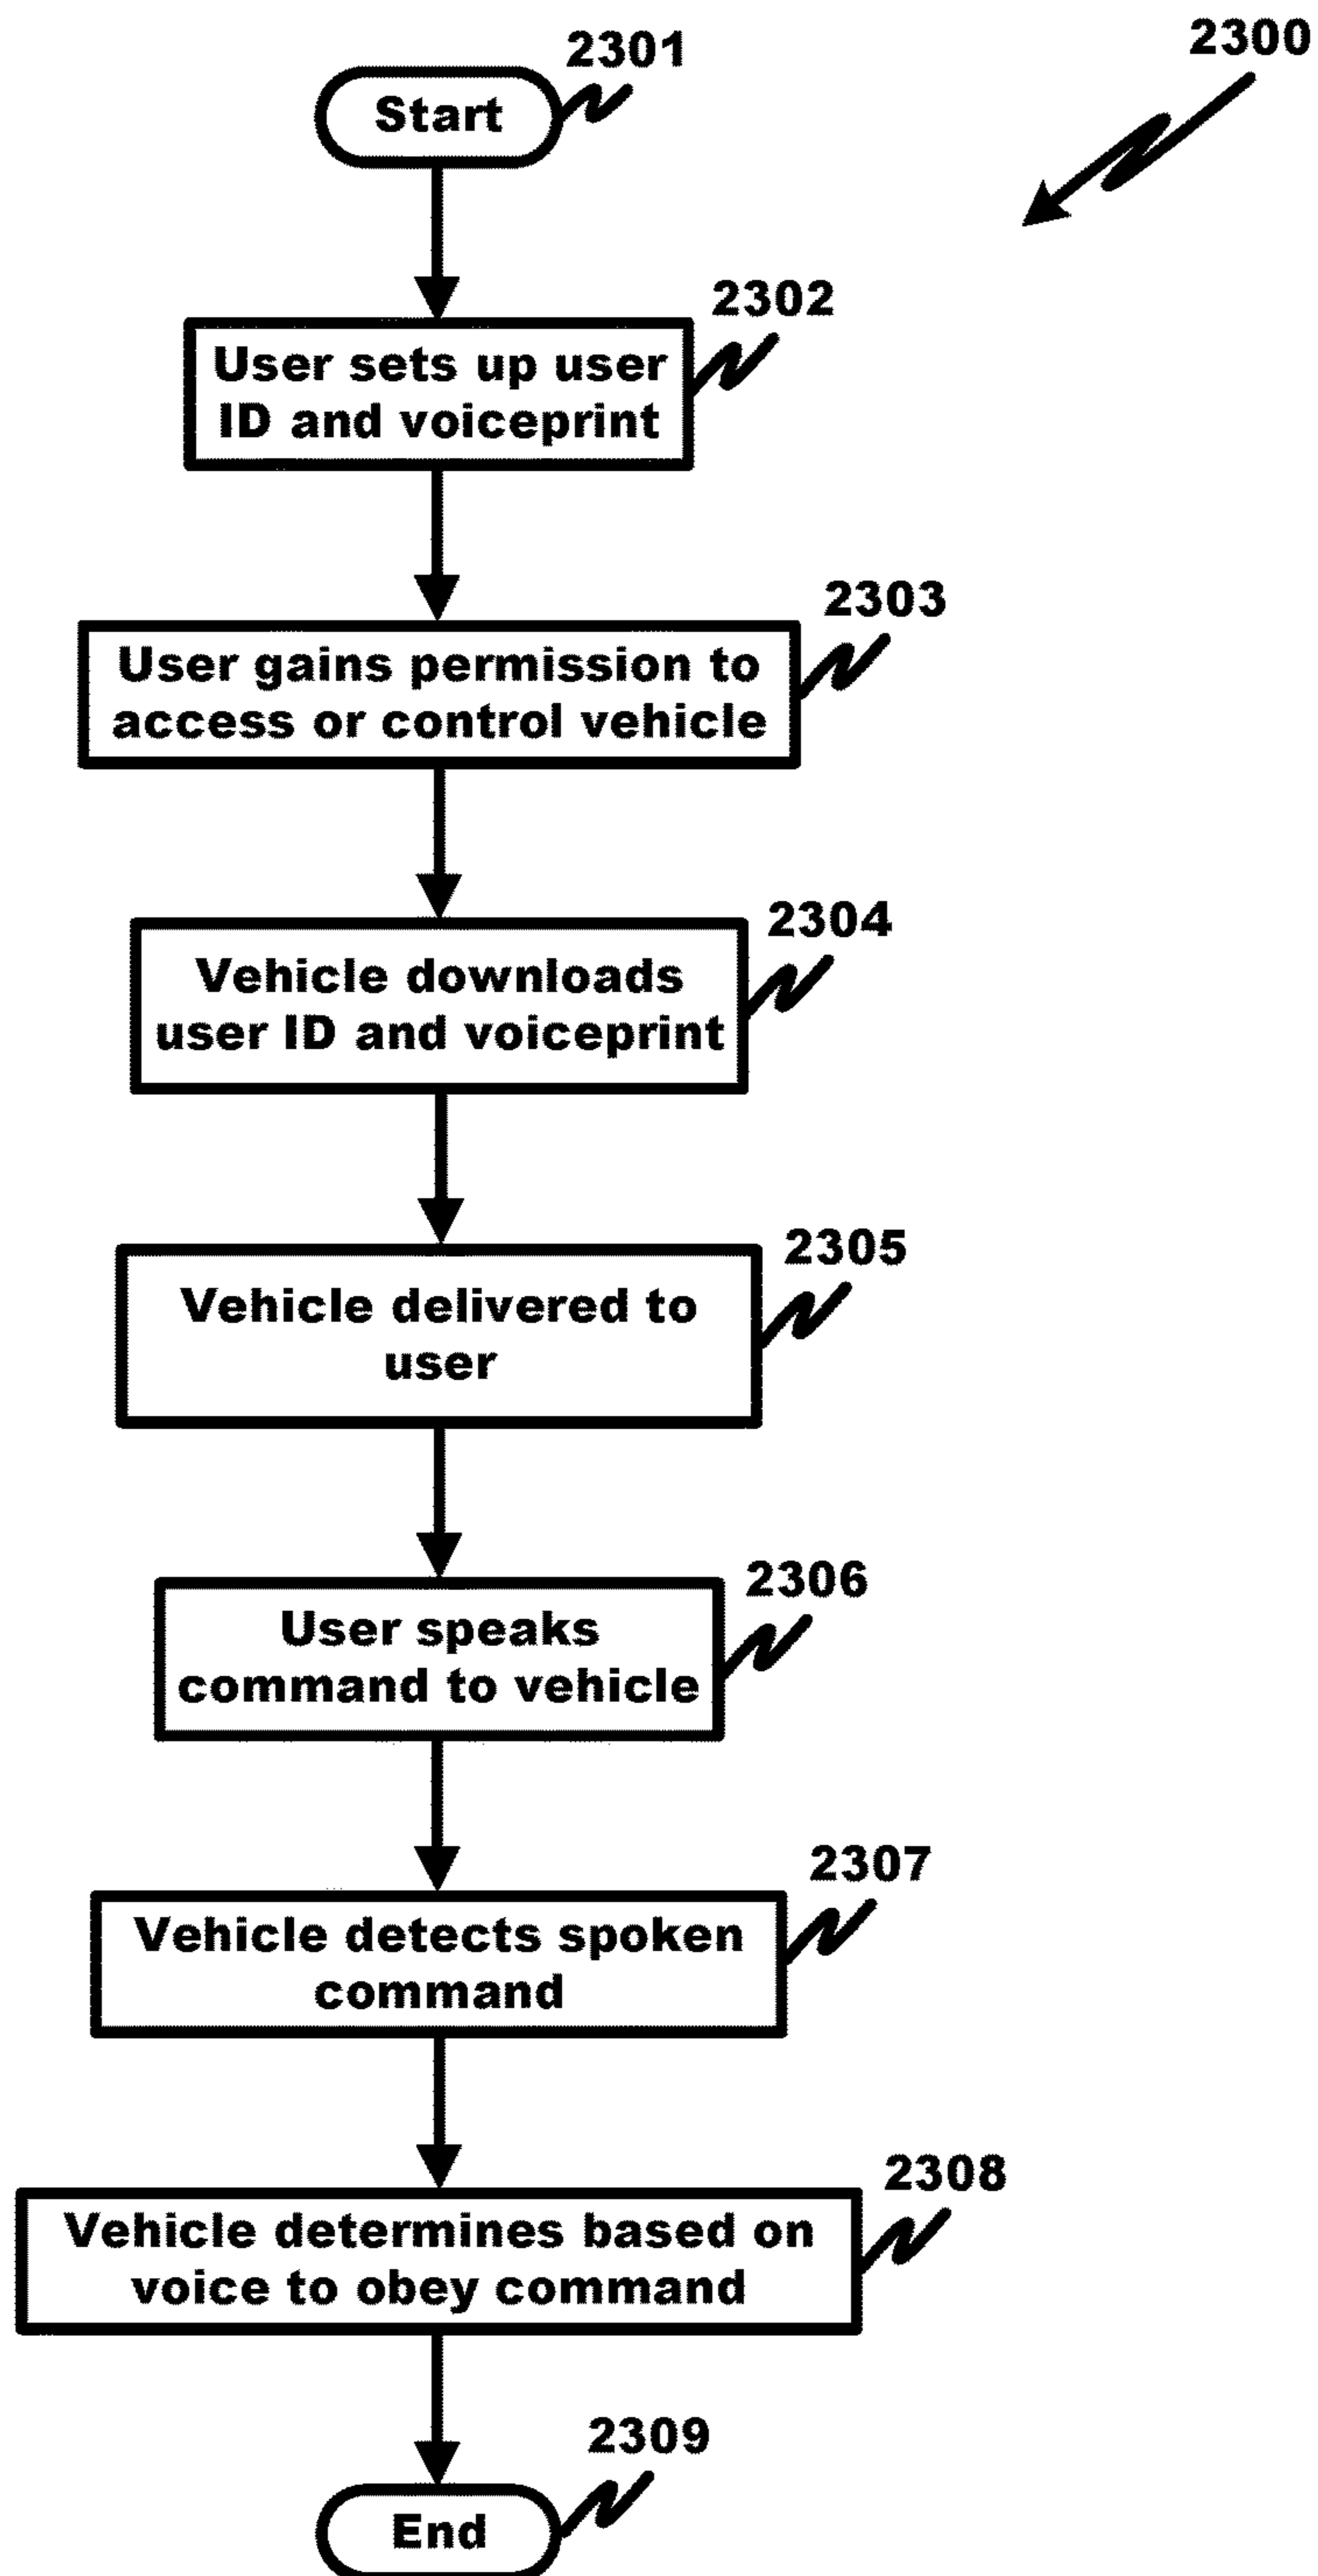 2300
2301
Start
2302
User sets up user
ID and voiceprint
2303
User gains permission to
access or control vehicle
2304
Vehicle downloads
user ID and voiceprint
2305
Vehicle delivered to
user
2306
User speaks
command to vehicle
2307
Vehicle detects spoken
command
2308
Vehicle determines based on
voice to obey command
2309
End